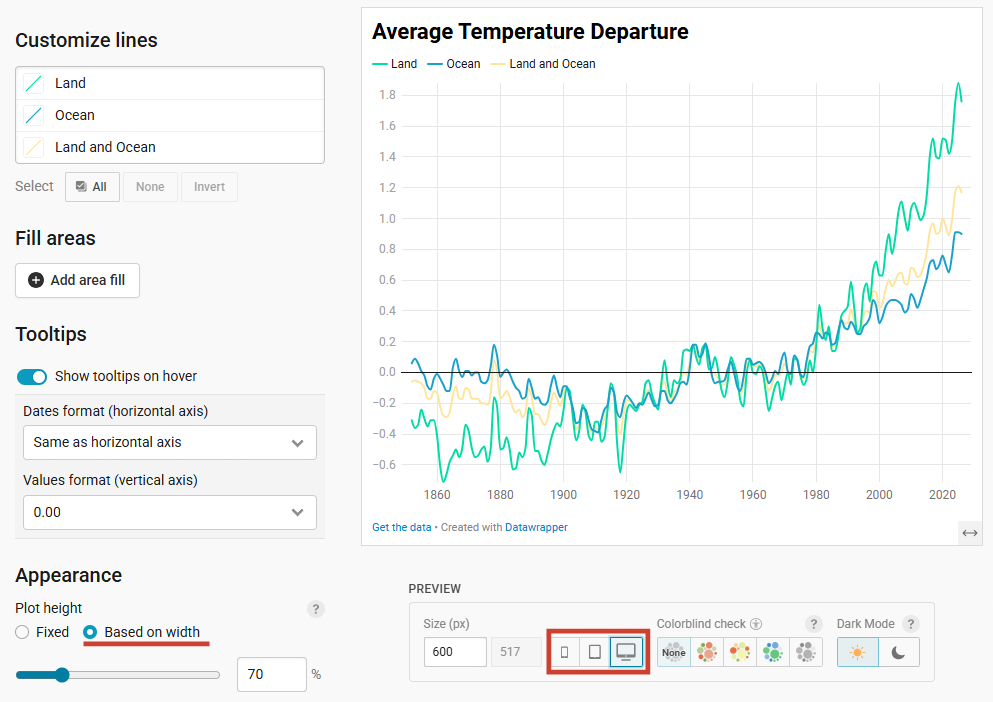 Customize lines
Land
Ocean
Land and Ocean
Select All None Invert
Fill areas
Add area fill
Tooltips
Show tooltips on hover
Dates format (horizontal axis)
Same as horizontal axis
Values format (vertical axis)
0.00
Appearance
Plot height ?
Fixed Based on width
70 %
Average Temperature Departure
Land Ocean Land and Ocean
1.8
1.6
1.4
1.2
1.0
0.8
0.6
0.4
0.2
0.0
−0.2
−0.4
−0.6
1860 1880 1900 1920 1940 1960 1980 2000 2020
Get the data • Created with Datawrapper
PREVIEW
Size (px) Colorblind check ? Dark Mode ?
600 517 None